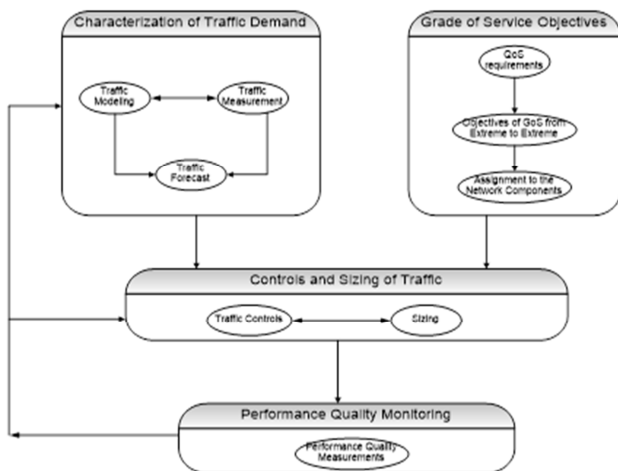 Characterization of Traffic Demand
Traffic
Modeling
Traffic
Measurement
Traffic
Forecast
Grade of Service Objectives
QoS
requirements
Objectives of GoS from
Extreme to Extreme
Assignment to the
Network Components
Controls and Sizing of Traffic
Traffic Controls
Sizing
Performance Quality Monitoring
Performance Quality
Measurements